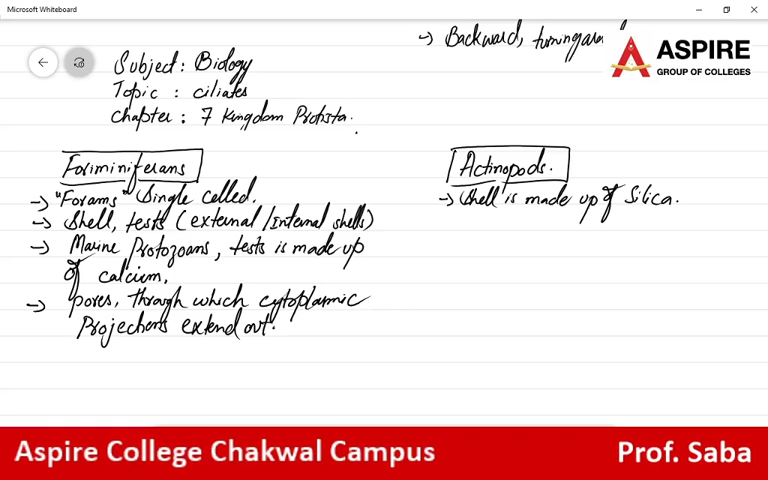 Microsoft Whiteboard
→ Backward, turning
ASPIRE
GROUP OF COLLEGES
Subject: Biology
Topic : ciliates
Chapter : 7 Kingdom Protista.
Foriminiferans
→ "Forams" Single celled.
→ Shell, tests (external/Internal shells)
→ Marine Protozoans, tests is made up
of calcium.
→ pores, through which cytoplasmic
Projections extend out.
Actinopods.
→ Shell is made up of Silica.
Aspire College Chakwal Campus
Prof. Saba